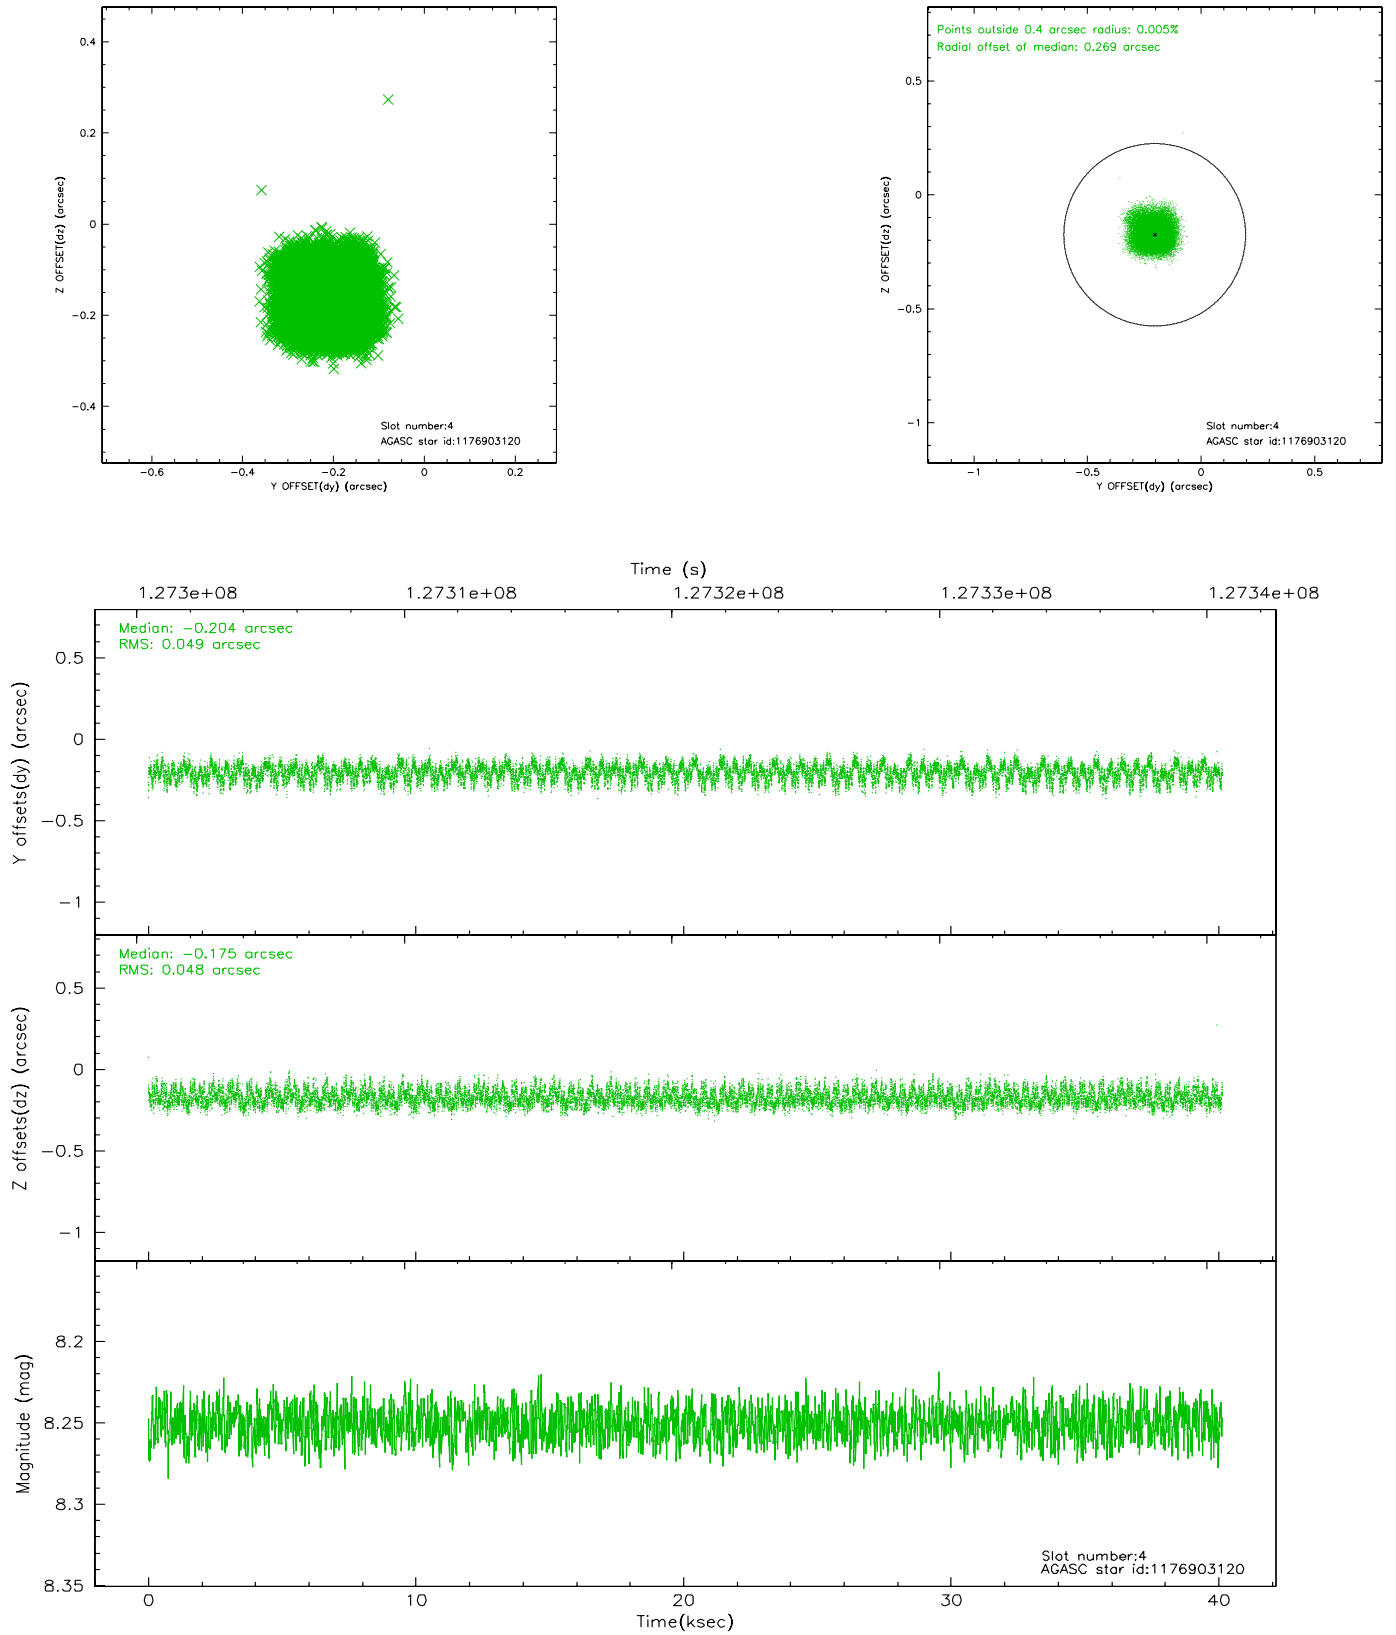 0.4
0.2
0
−0.2
−0.4
Z OFFSET(dz) (arcsec)
Slot number:4
AGASC star id:1176903120
−0.6
−0.4
−0.2
0
0.2
Y OFFSET(dy) (arcsec)
Points outside 0.4 arcsec radius: 0.005%
Radial offset of median: 0.269 arcsec
0.5
0
−0.5
−1
Z OFFSET(dz) (arcsec)
Slot number:4
AGASC star id:1176903120
−1
−0.5
0
0.5
Y OFFSET(dy) (arcsec)
Time (s)
1.273e+08
1.2731e+08
1.2732e+08
1.2733e+08
1.2734e+08
Median: −0.204 arcsec
RMS: 0.049 arcsec
0.5
0
−0.5
−1
Y offsets(dy) (arcsec)
Median: −0.175 arcsec
RMS: 0.048 arcsec
0.5
0
−0.5
−1
Z offsets(dz) (arcsec)
8.2
8.25
8.3
8.35
Magnitude (mag)
Slot number:4
AGASC star id:1176903120
0
10
20
30
40
Time(ksec)